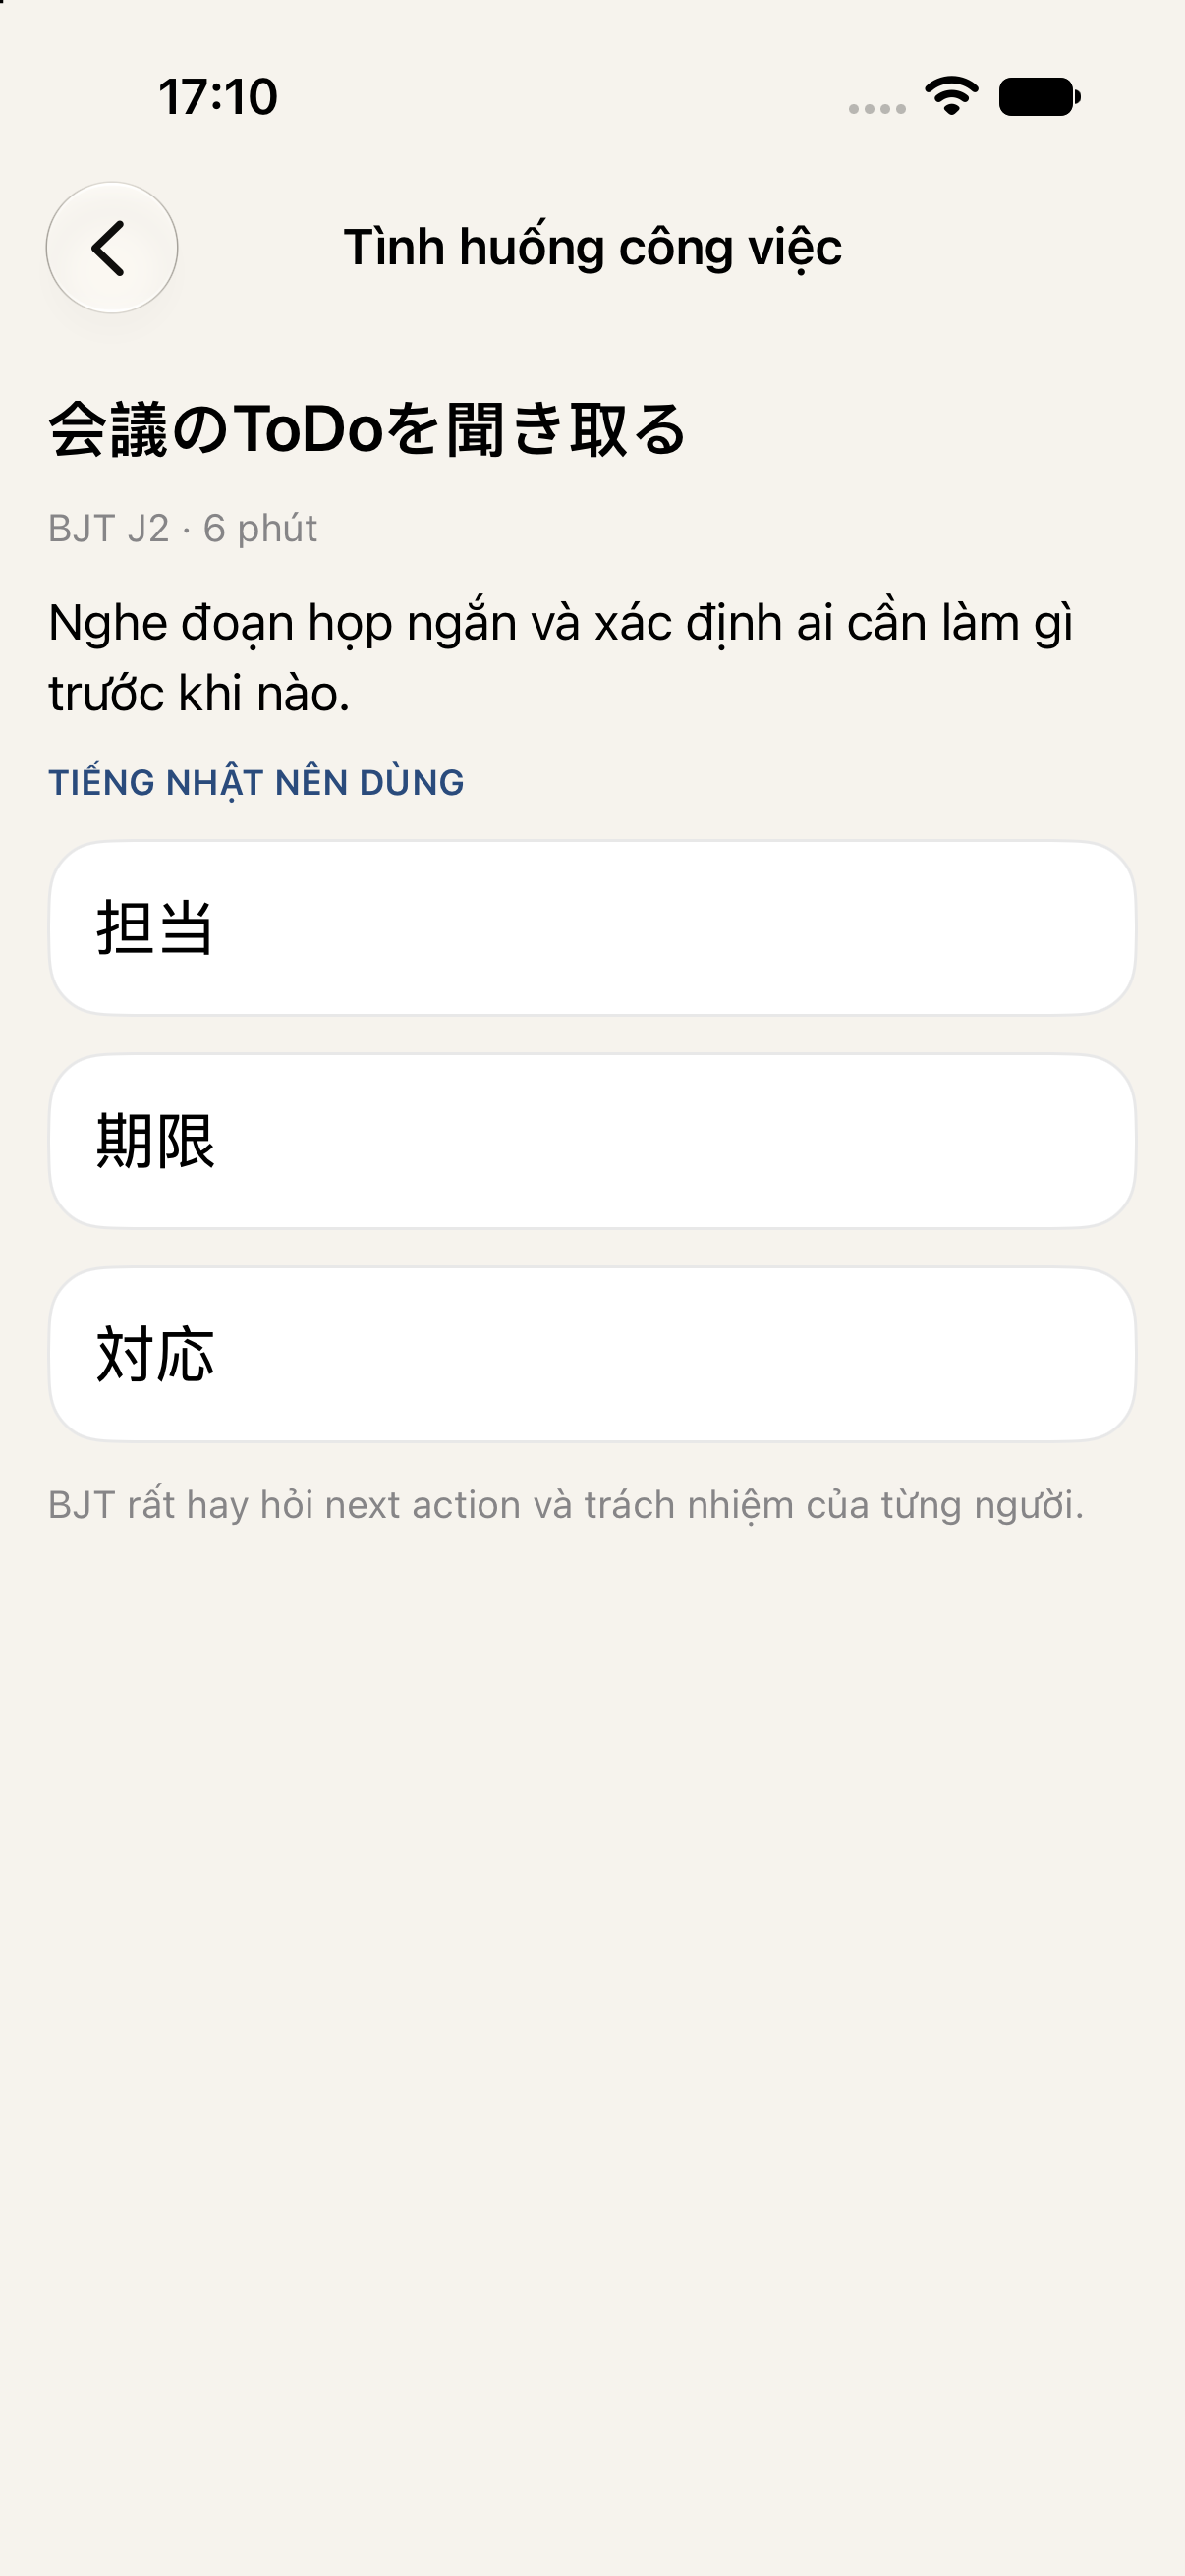 17:10
Tình huống công việc
会議のToDoを聞き取る
BJT J2 · 6 phút
Nghe đoạn họp ngắn và xác định ai cần làm gì
trước khi nào.
TIẾNG NHẬT NÊN DÙNG
担当
期限
対応
BJT rất hay hỏi next action và trách nhiệm của từng người.